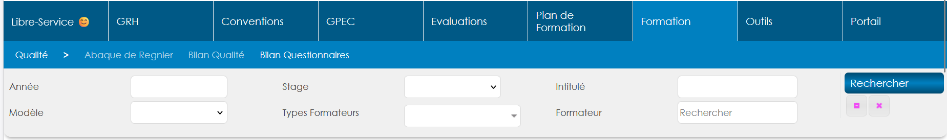 Libre-Service 😊 GRH Conventions GPEC Evaluations Plan de Formation Formation Outils Portail
Qualité > Abaque de Regnier Bilan Qualité Bilan Questionnaires
Année Stage Intitulé Rechercher
Modèle Types Formateurs Formateur Rechercher